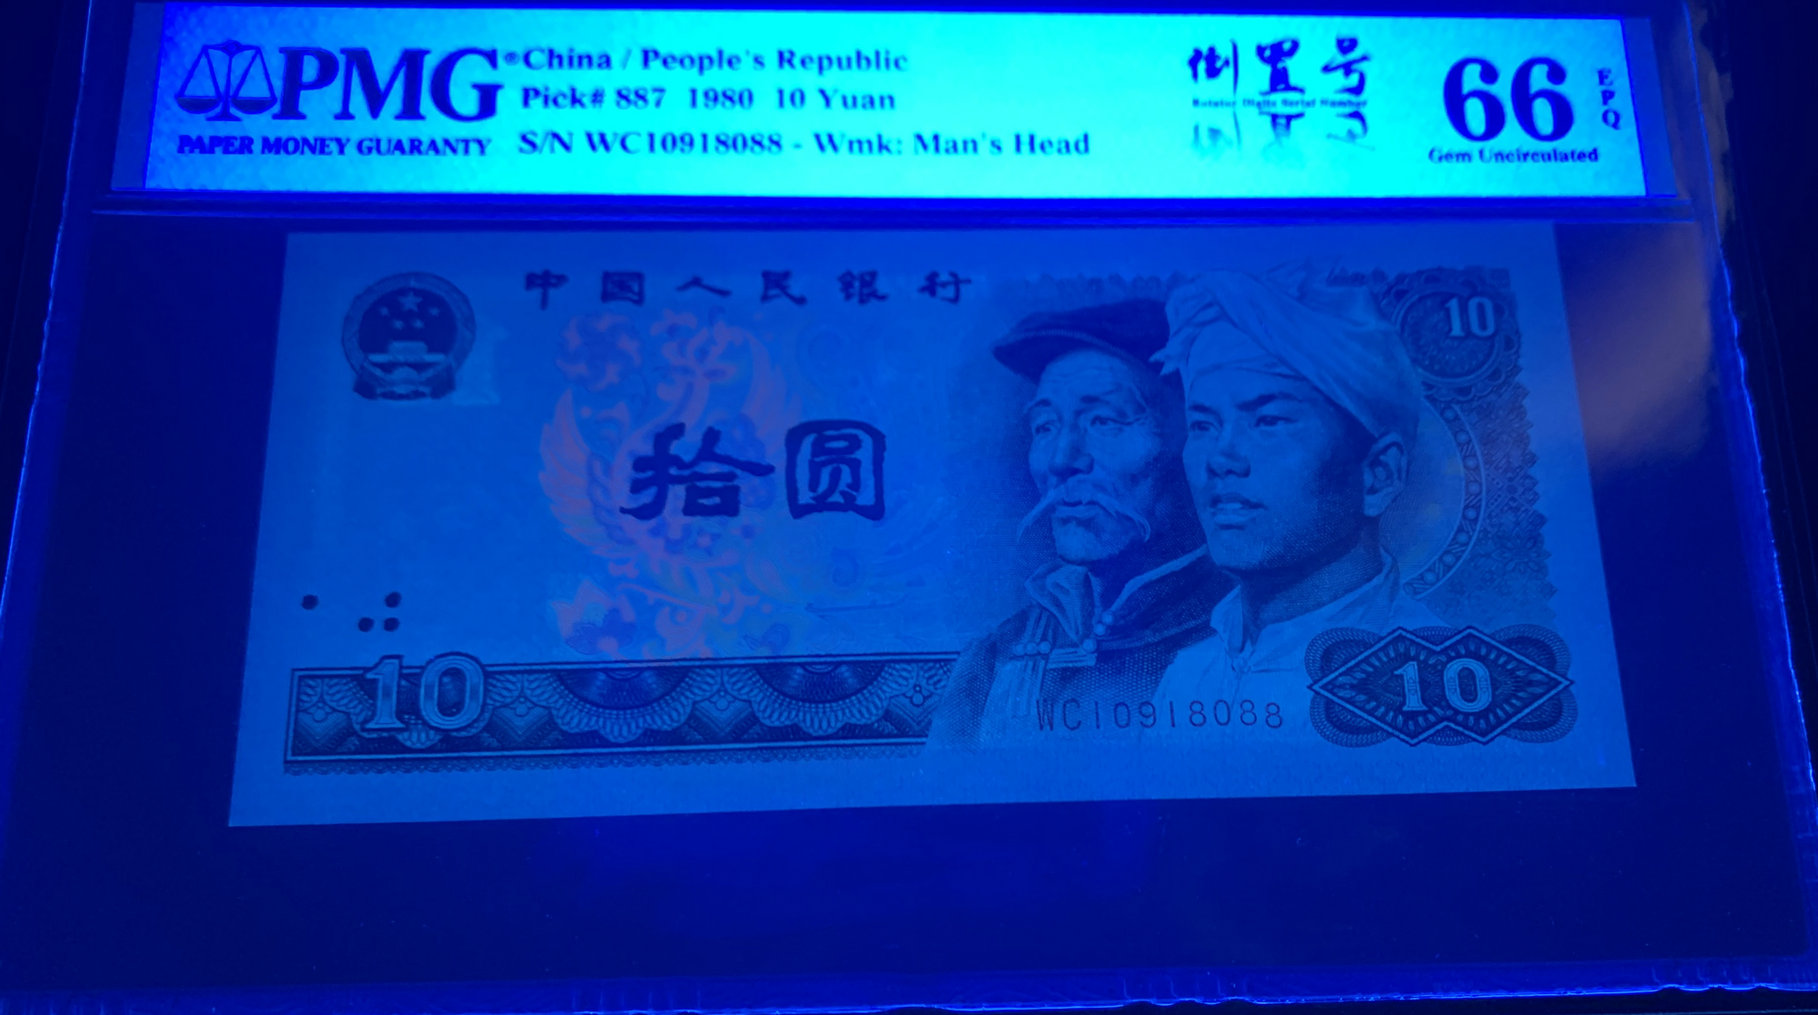 PMG® China / People's Republic 倒置号 66 EPQ
Pick# 887 1980 10 Yuan Rotator Digits Serial Number
PAPER MONEY GUARANTY S/N WC10918088 - Wmk: Man's Head Gem Uncirculated
中国人民银行
10
拾圆
10
10
WC10918088